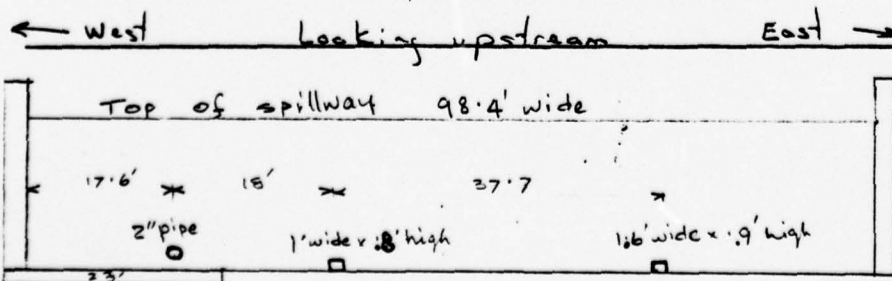 West Looking upstream East
Top of spillway 98.4' wide
17.6' 18' 37.7
2" pipe 1' wide x .8' high 1.6' wide x .9' high
23'